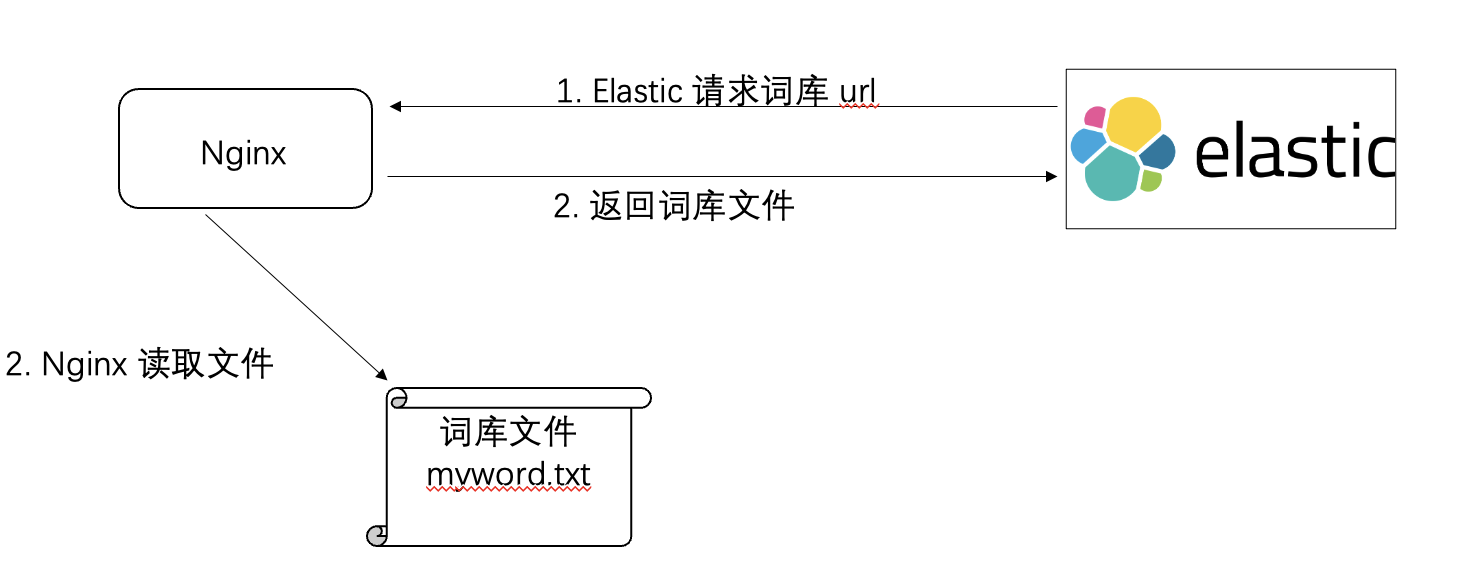 1. Elastic 请求词库 url
Nginx
elastic
2. 返回词库文件
2. Nginx 读取文件
词库文件
myword.txt